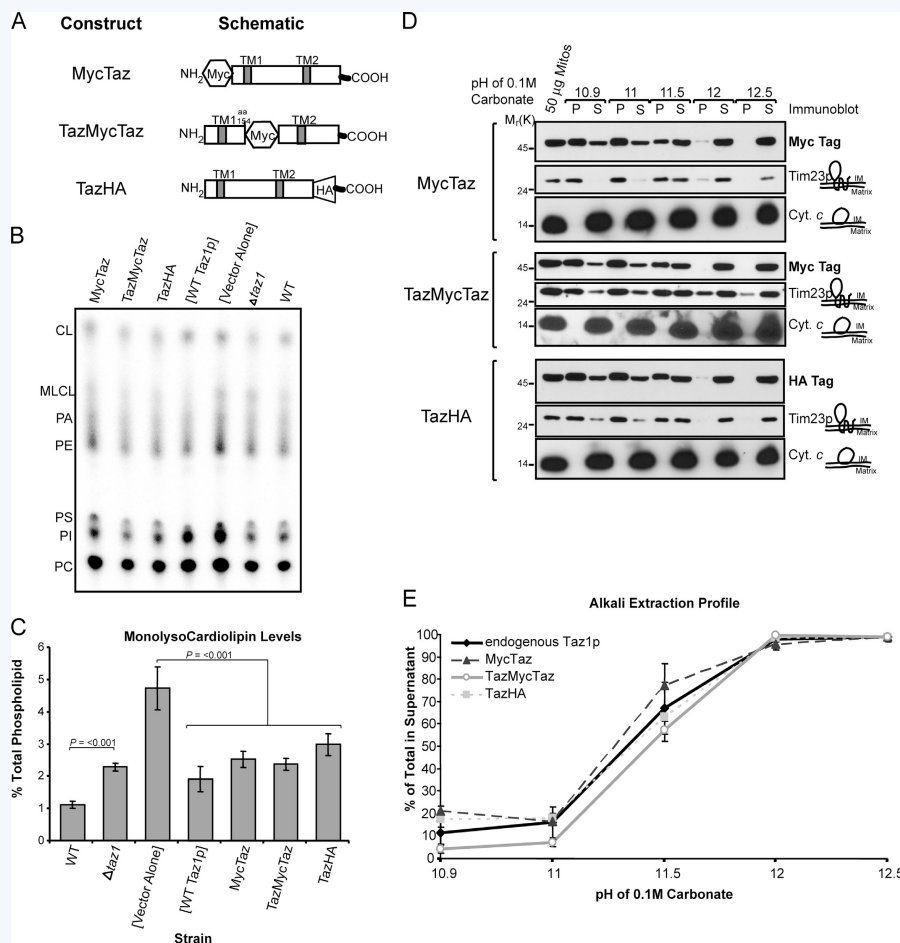 A
Construct Schematic
MycTaz
NH2 Myc TM1 TM2 COOH
TazMycTaz
NH2 TM1 aa 154 Myc TM2 COOH
TazHA
NH2 TM1 TM2 HA COOH
B
MycTaz TazMycTaz TazHA [WT Taz1p] [Vector Alone] Δtaz1 WT
CL
MLCL
PA
PE
PS
PI
PC
C
MonolysoCardiolipin Levels
% Total Phospholipid
6
5
4
3
2
1
0
P = <0.001
P = <0.001
WT Δtaz1 [Vector Alone] [WT Taz1p] MycTaz TazMycTaz TazHA
Strain
D
pH of 0.1M Carbonate
50 µg Mitos
10.9 11 11.5 12 12.5
P S P S P S P S P S Immunoblot
Mr(K)
MycTaz
45 Myc Tag
24 Tim23p IM Matrix
14 Cyt. c IM Matrix
TazMycTaz
45 Myc Tag
24 Tim23p IM Matrix
14 Cyt. c IM Matrix
TazHA
45 HA Tag
24 Tim23p IM Matrix
14 Cyt. c IM Matrix
E
Alkali Extraction Profile
% of Total in Supernatant
100
90
80
70
60
50
40
30
20
10
0
endogenous Taz1p
MycTaz
TazMycTaz
TazHA
10.9 11 11.5 12 12.5
pH of 0.1M Carbonate